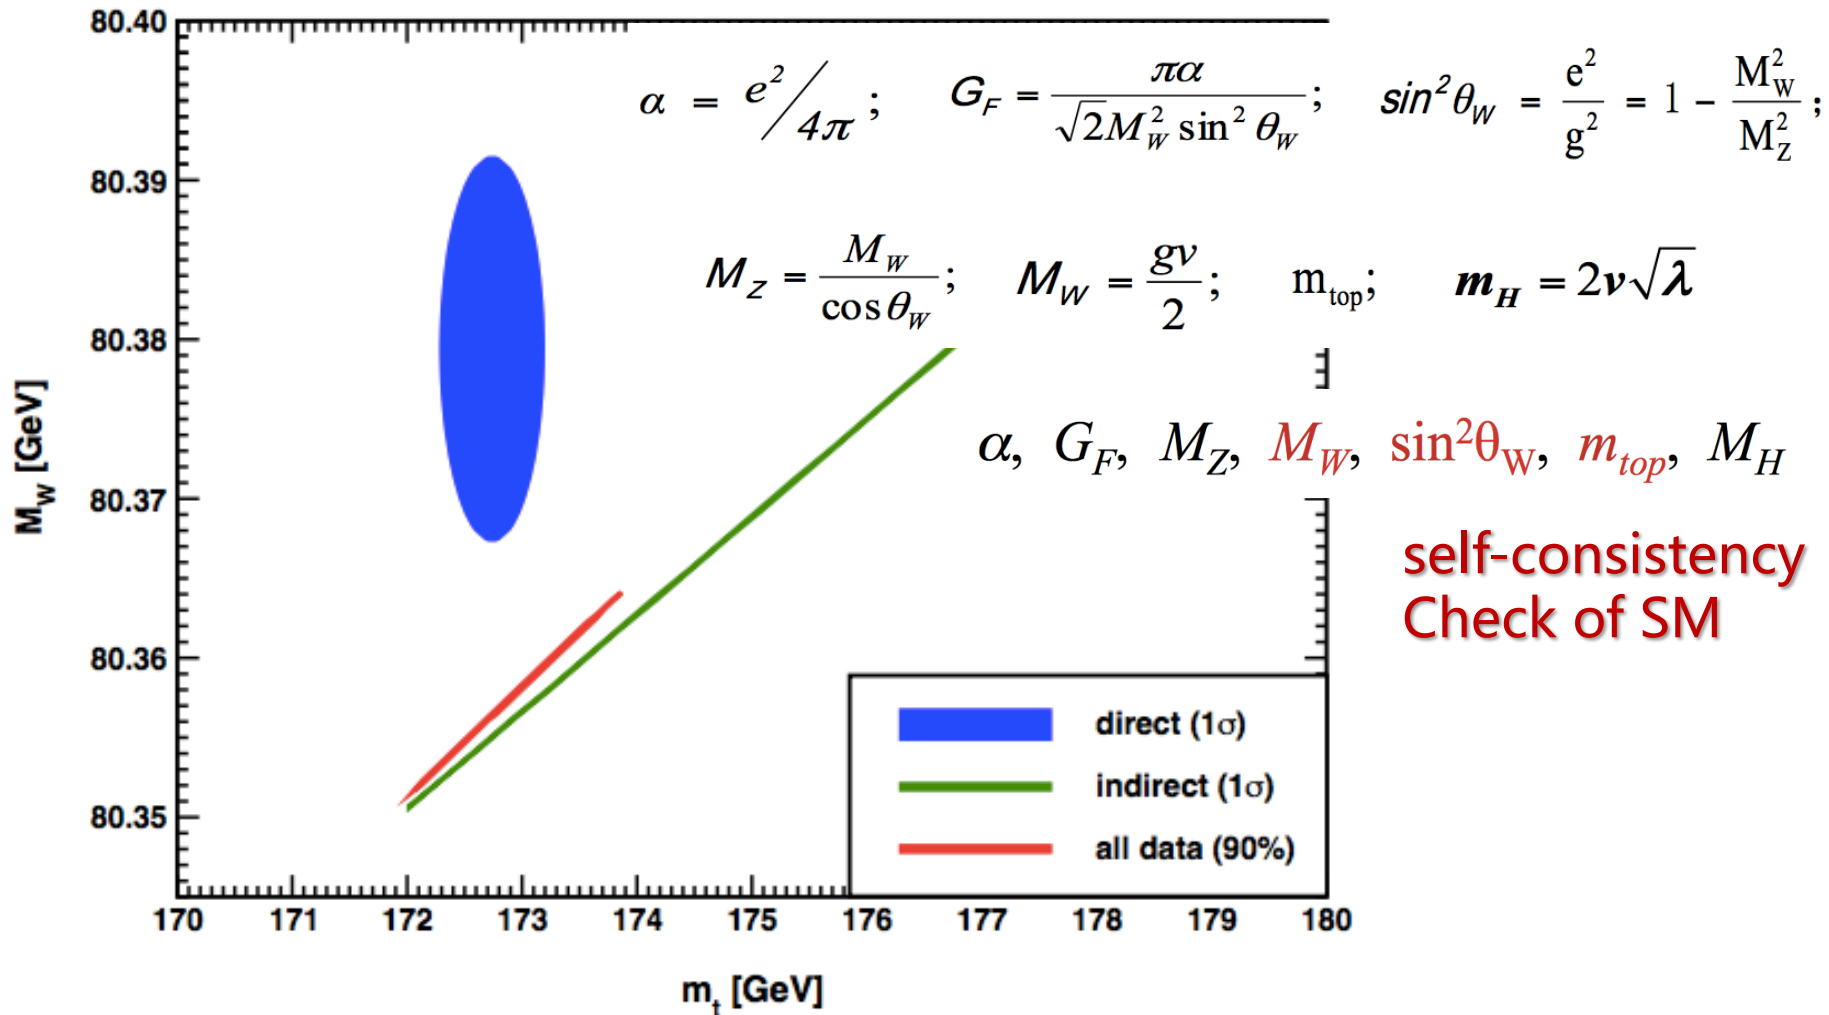 80.40
α = e²/4π ; G_F = πα / √2 M_W² sin² θ_W ; sin²θ_W = e²/g² = 1 − M_W²/M_Z² ;
80.39
M_Z = M_W / cos θ_W ; M_W = gv/2 ; m_top; m_H = 2v√λ
80.38
α, G_F, M_Z, M_W, sin²θ_W, m_top, M_H
M_W [GeV]
80.37
self-consistency
Check of SM
80.36
direct (1σ)
indirect (1σ)
80.35
all data (90%)
170 171 172 173 174 175 176 177 178 179 180
m_t [GeV]